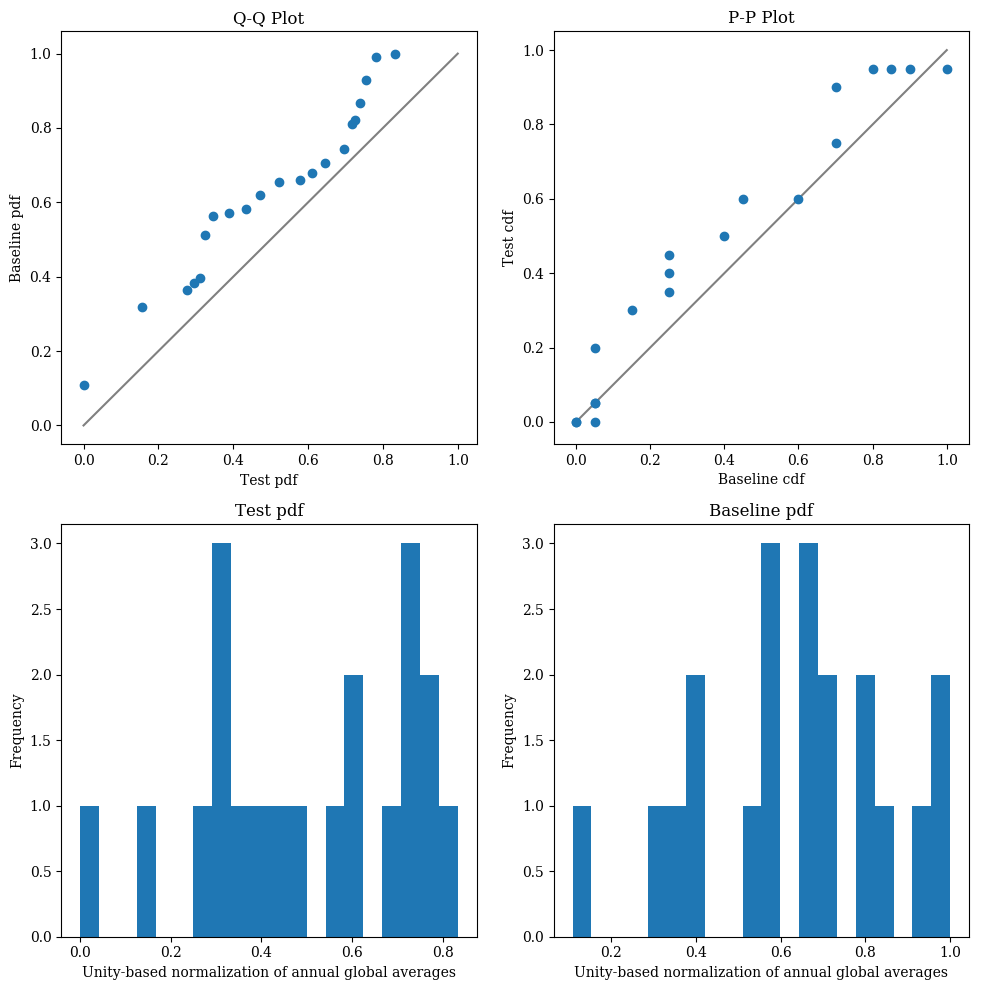 Q-Q Plot
1.0
0.8
0.6
0.4
0.2
0.0
Baseline pdf
0.0 0.2 0.4 0.6 0.8 1.0
Test pdf
P-P Plot
1.0
0.8
0.6
0.4
0.2
0.0
Test cdf
0.0 0.2 0.4 0.6 0.8 1.0
Baseline cdf
Test pdf
3.0
2.5
2.0
1.5
1.0
0.5
0.0
Frequency
0.0 0.2 0.4 0.6 0.8
Unity-based normalization of annual global averages
Baseline pdf
3.0
2.5
2.0
1.5
1.0
0.5
0.0
Frequency
0.2 0.4 0.6 0.8 1.0
Unity-based normalization of annual global averages